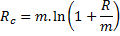 R_c = m.ln(1 + R/m)